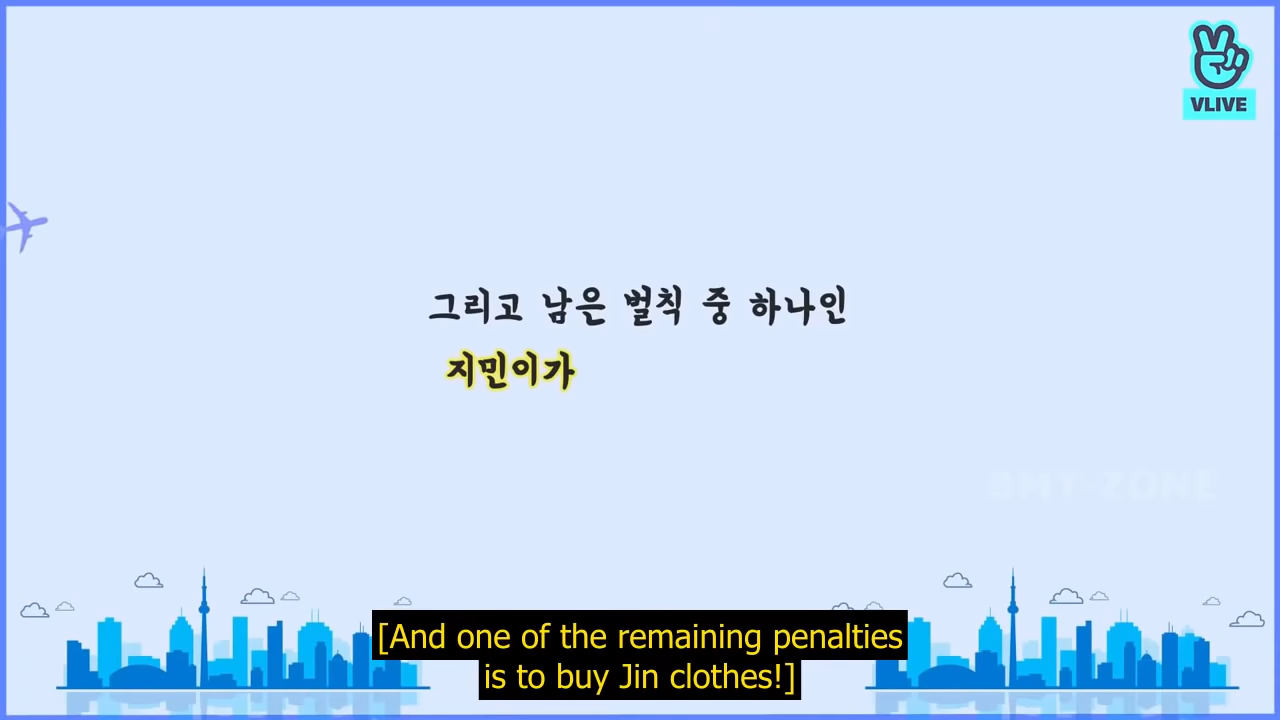 VLIVE
그리고 남은 벌칙 중 하나인
지민이가
[And one of the remaining penalties
is to buy Jin clothes!]